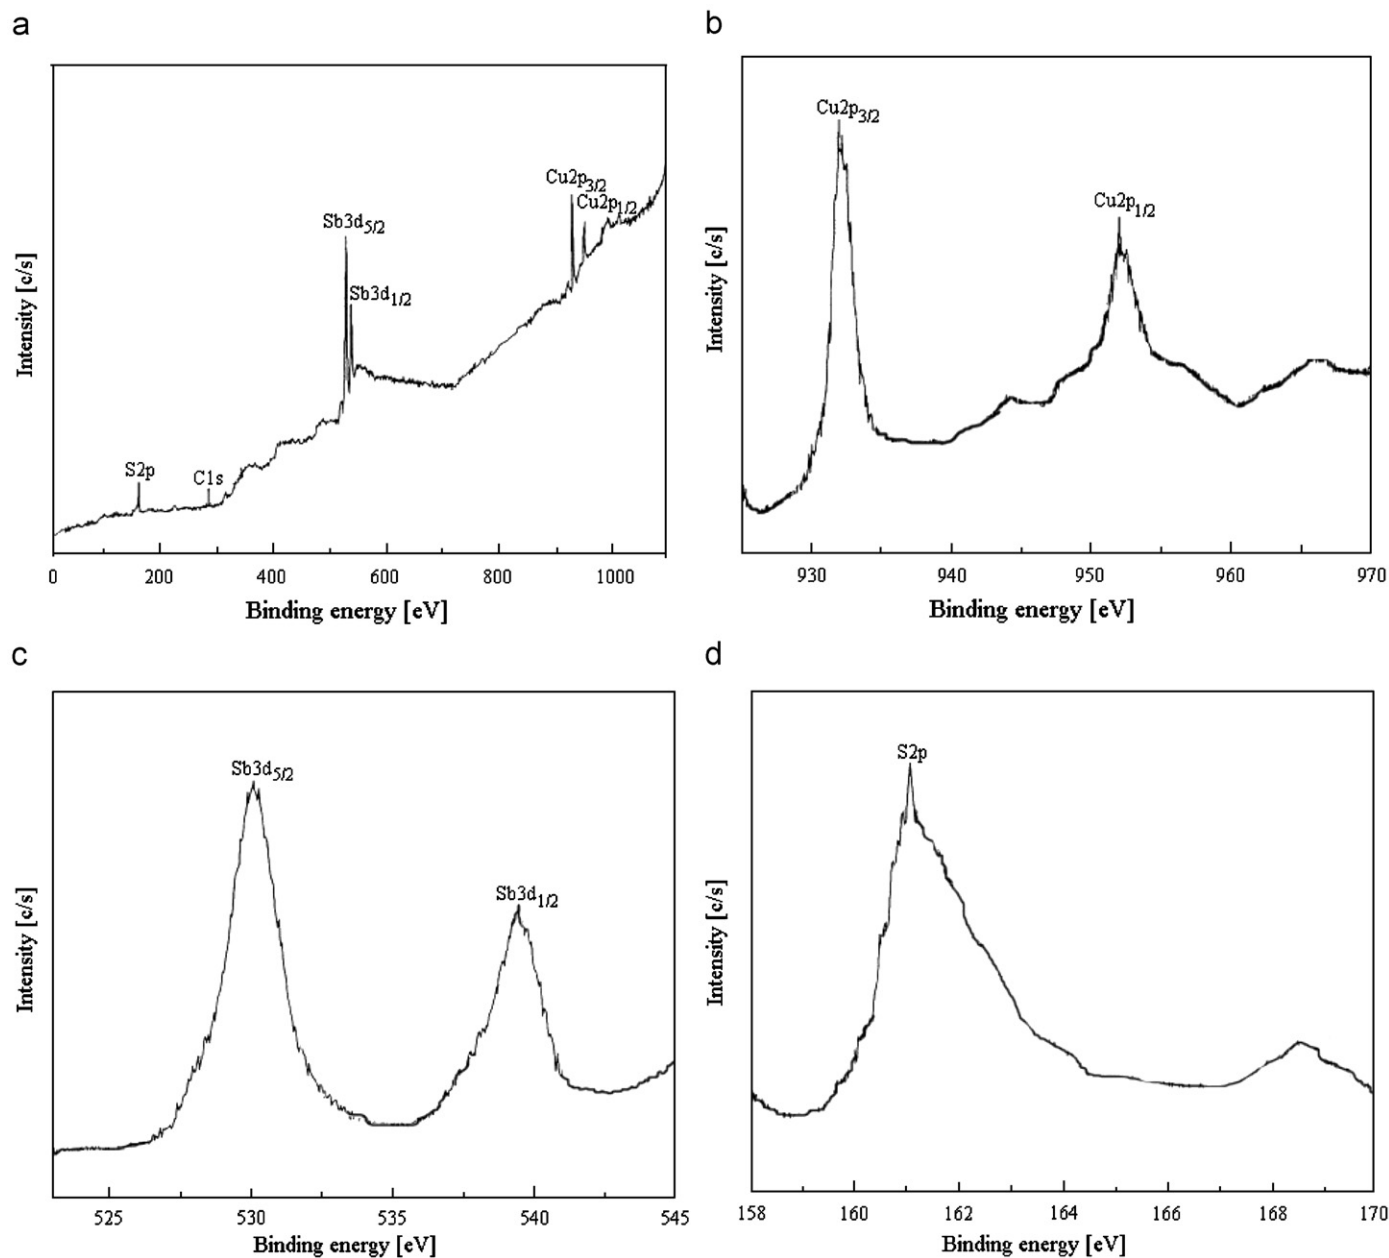 a
Intensity [c/s]
Sb3d5/2
Sb3d1/2
Cu2p3/2
Cu2p1/2
S2p
C1s
0 200 400 600 800 1000
Binding energy [eV]
b
Intensity [c/s]
Cu2p3/2
Cu2p1/2
930 940 950 960 970
Binding energy [eV]
c
Intensity [c/s]
Sb3d5/2
Sb3d1/2
525 530 535 540 545
Binding energy [eV]
d
Intensity [c/s]
S2p
158 160 162 164 166 168 170
Binding energy [eV]